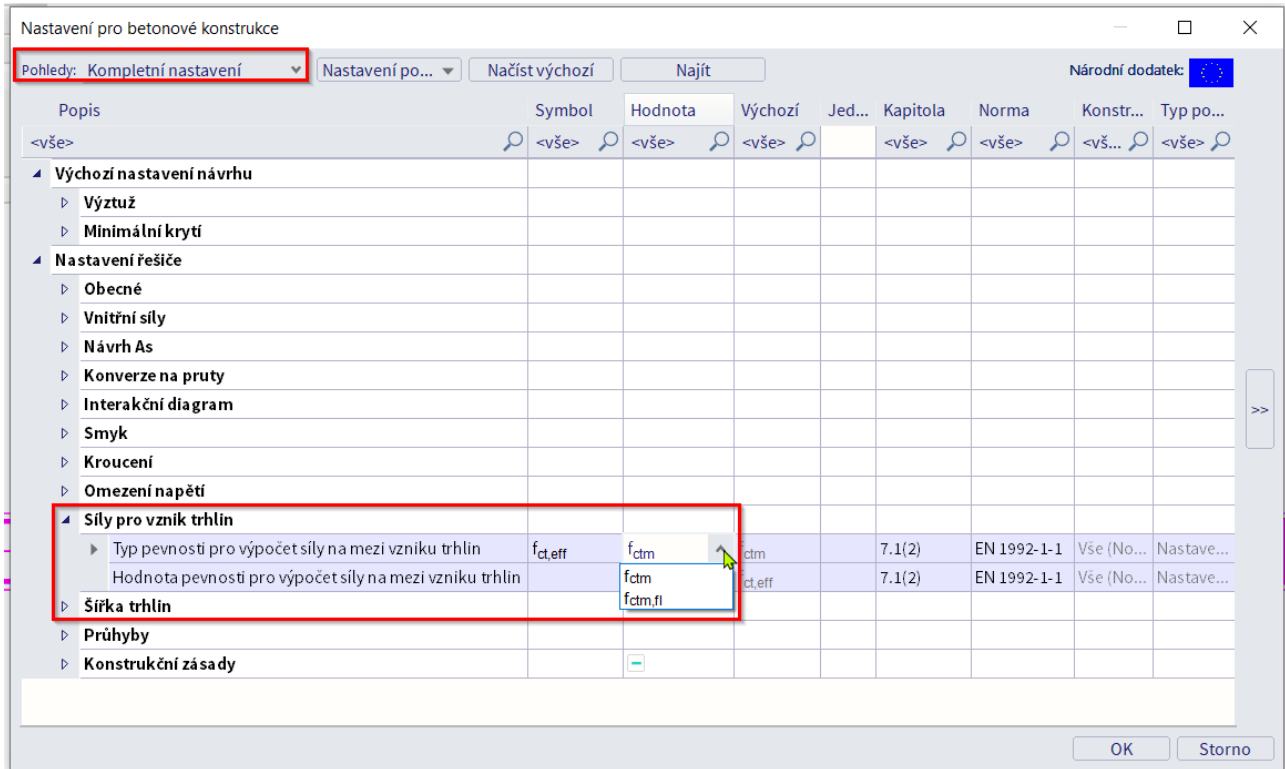 Nastavení pro betonové konstrukce
Pohledy: Kompletní nastavení Nastavení po... Načíst výchozí Najít Národní dodatek:
Popis Symbol Hodnota Výchozí Jed... Kapitola Norma Konstr... Typ po...
<vše> <vše> <vše> <vše> <vše> <vše> <vš... <vše>
Výchozí nastavení návrhu
Výztuž
Minimální krytí
Nastavení řešiče
Obecné
Vnitřní síly
Návrh As
Konverze na pruty
Interakční diagram
Smyk
Kroucení
Omezení napětí
Síly pro vznik trhlin
Typ pevnosti pro výpočet síly na mezi vzniku trhlin fct,eff fctm fctm 7.1(2) EN 1992-1-1 Vše (No... Nastave...
Hodnota pevnosti pro výpočet síly na mezi vzniku trhlin fctm ct,eff 7.1(2) EN 1992-1-1 Vše (No... Nastave...
fctm,fl
Šířka trhlin
Průhyby
Konstrukční zásady
>>
OK Storno